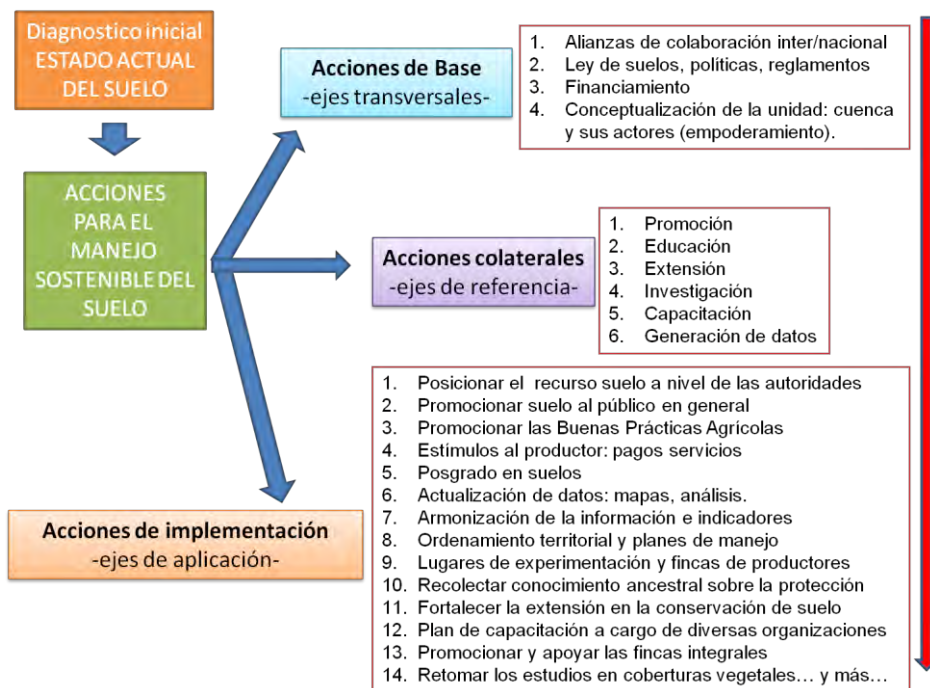 Diagnostico inicial
ESTADO ACTUAL
DEL SUELO
ACCIONES
PARA EL
MANEJO
SOSTENIBLE DEL
SUELO
Acciones de Base
-ejes transversales-
1. Alianzas de colaboración inter/nacional
2. Ley de suelos, políticas, reglamentos
3. Financiamiento
4. Conceptualización de la unidad: cuenca
y sus actores (empoderamiento).
Acciones colaterales
-ejes de referencia-
1. Promoción
2. Educación
3. Extensión
4. Investigación
5. Capacitación
6. Generación de datos
Acciones de implementación
-ejes de aplicación-
1. Posicionar el recurso suelo a nivel de las autoridades
2. Promocionar suelo al público en general
3. Promocionar las Buenas Prácticas Agrícolas
4. Estímulos al productor: pagos servicios
5. Posgrado en suelos
6. Actualización de datos: mapas, análisis.
7. Armonización de la información e indicadores
8. Ordenamiento territorial y planes de manejo
9. Lugares de experimentación y fincas de productores
10. Recolectar conocimiento ancestral sobre la protección
11. Fortalecer la extensión en la conservación de suelo
12. Plan de capacitación a cargo de diversas organizaciones
13. Promocionar y apoyar las fincas integrales
14. Retomar los estudios en coberturas vegetales… y más…